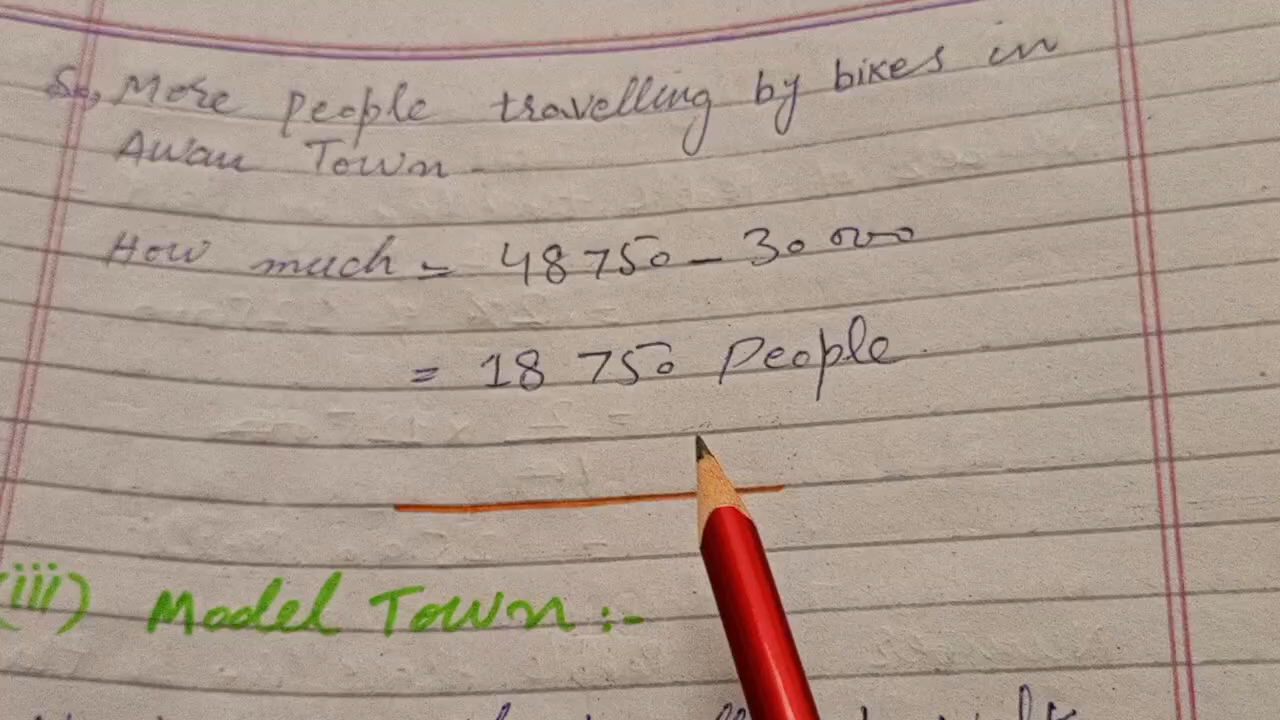 So, More people travelling by bikes in
Awan Town -
How much = 48750 - 30000
= 18750 People.
(iii) Model Town :-